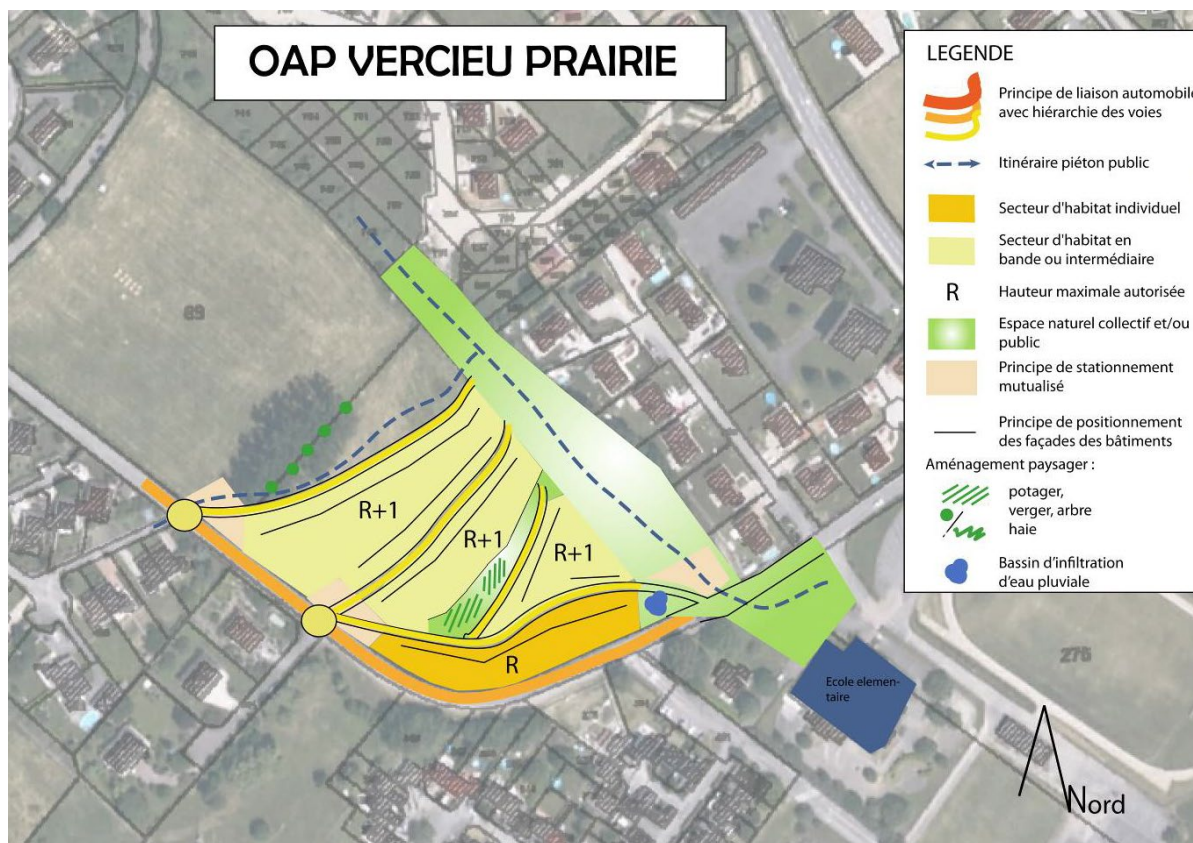 OAP VERCIEU PRAIRIE
LEGENDE
Principe de liaison automobile
avec hiérarchie des voies
Itinéraire piéton public
Secteur d'habitat individuel
Secteur d'habitat en
bande ou intermédiaire
R
Hauteur maximale autorisée
Espace naturel collectif et/ou
public
Principe de stationnement
mutualisé
Principe de positionnement
des façades des bâtiments
Aménagement paysager :
potager,
verger, arbre
haie
Bassin d'infiltration
d'eau pluviale
R+1
R+1
R+1
R
Ecole elemen-
taire
276
Nord